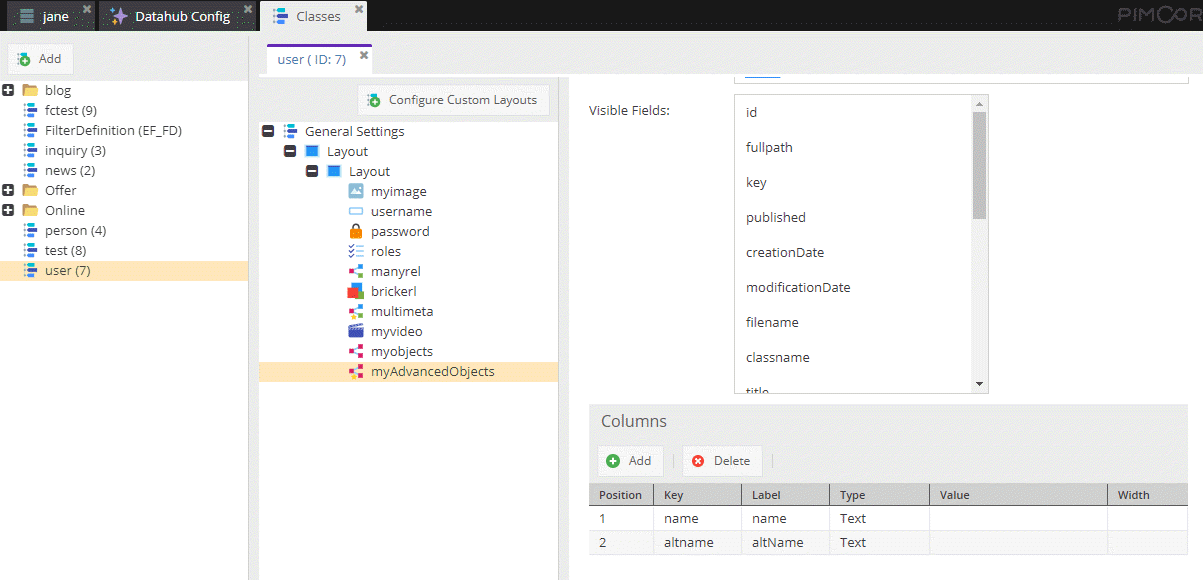 jane
Datahub Config
Classes
PIMCOR
Add
user ( ID: 7)
blog
fctest (9)
FilterDefinition (EF_FD)
inquiry (3)
news (2)
Offer
Online
person (4)
test (8)
user (7)
Configure Custom Layouts
General Settings
Layout
Layout
myimage
username
password
roles
manyrel
brickerl
multimeta
myvideo
myobjects
myAdvancedObjects
Visible Fields:
id
fullpath
key
published
creationDate
modificationDate
filename
classname
title
Columns
Add
Delete
Position Key Label Type Value Width
1 name name Text
2 altname altName Text